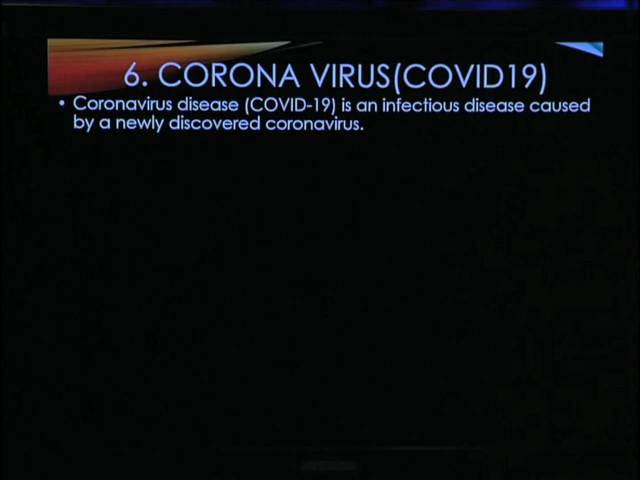 6. CORONA VIRUS(COVID19)
• Coronavirus disease (COVID-19) is an infectious disease caused
by a newly discovered coronavirus.